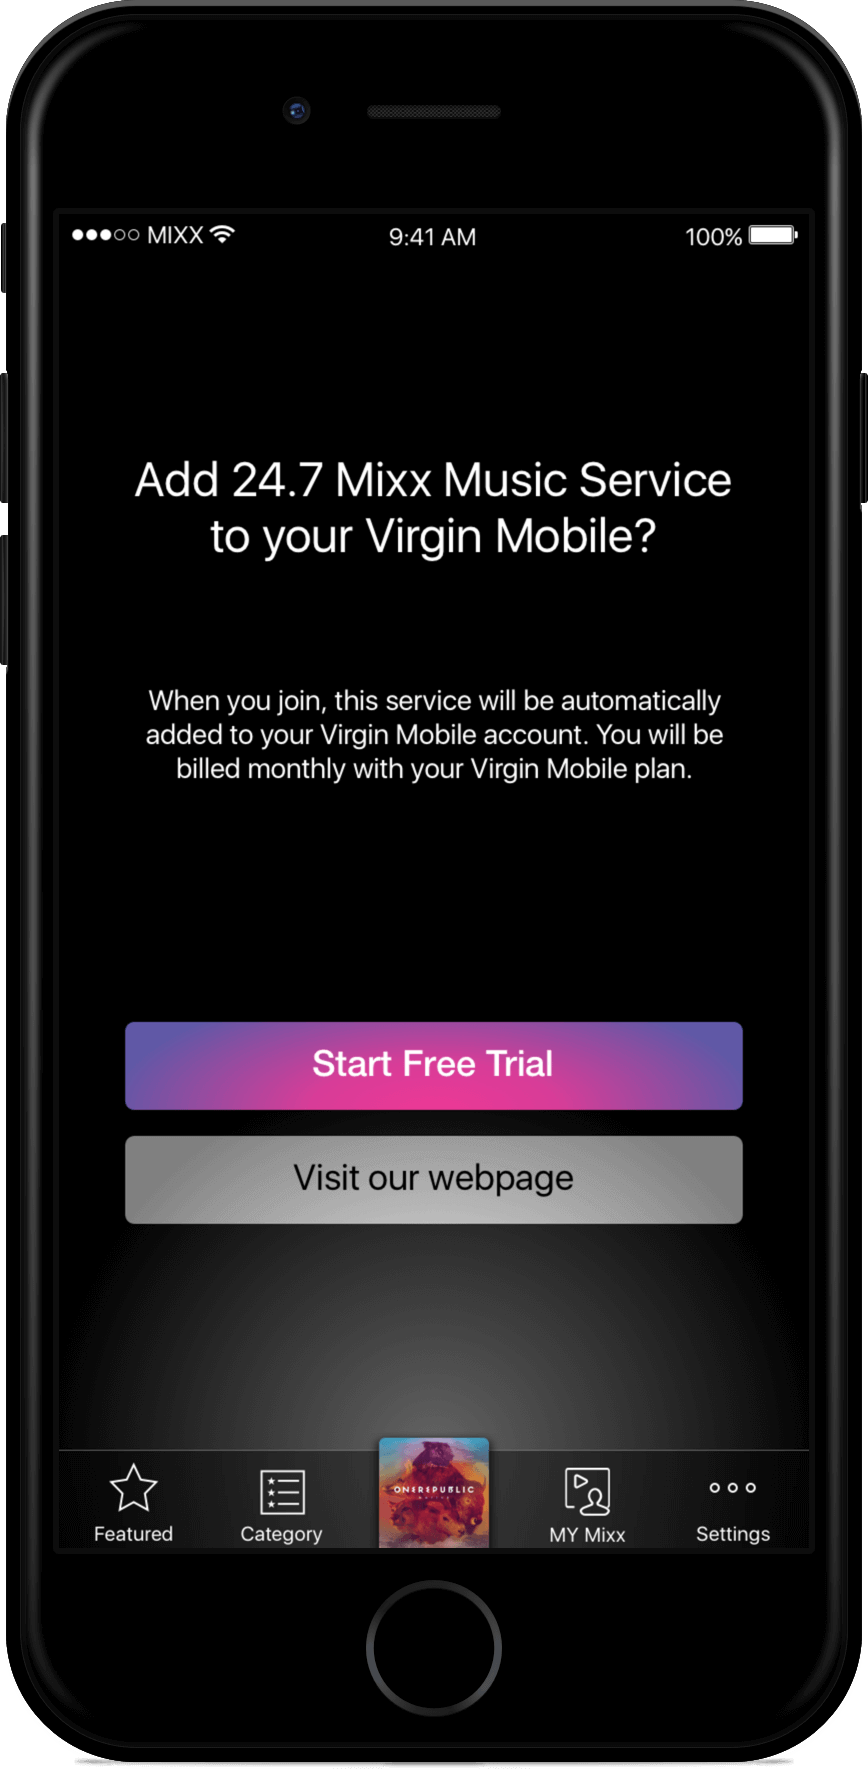 MIXX
9:41 AM
100%
Add 24.7 Mixx Music Service
to your Virgin Mobile?
When you join, this service will be automatically
added to your Virgin Mobile account. You will be
billed monthly with your Virgin Mobile plan.
Start Free Trial
Visit our webpage
ONEREPUBLIC
Featured
Category
MY Mixx
Settings